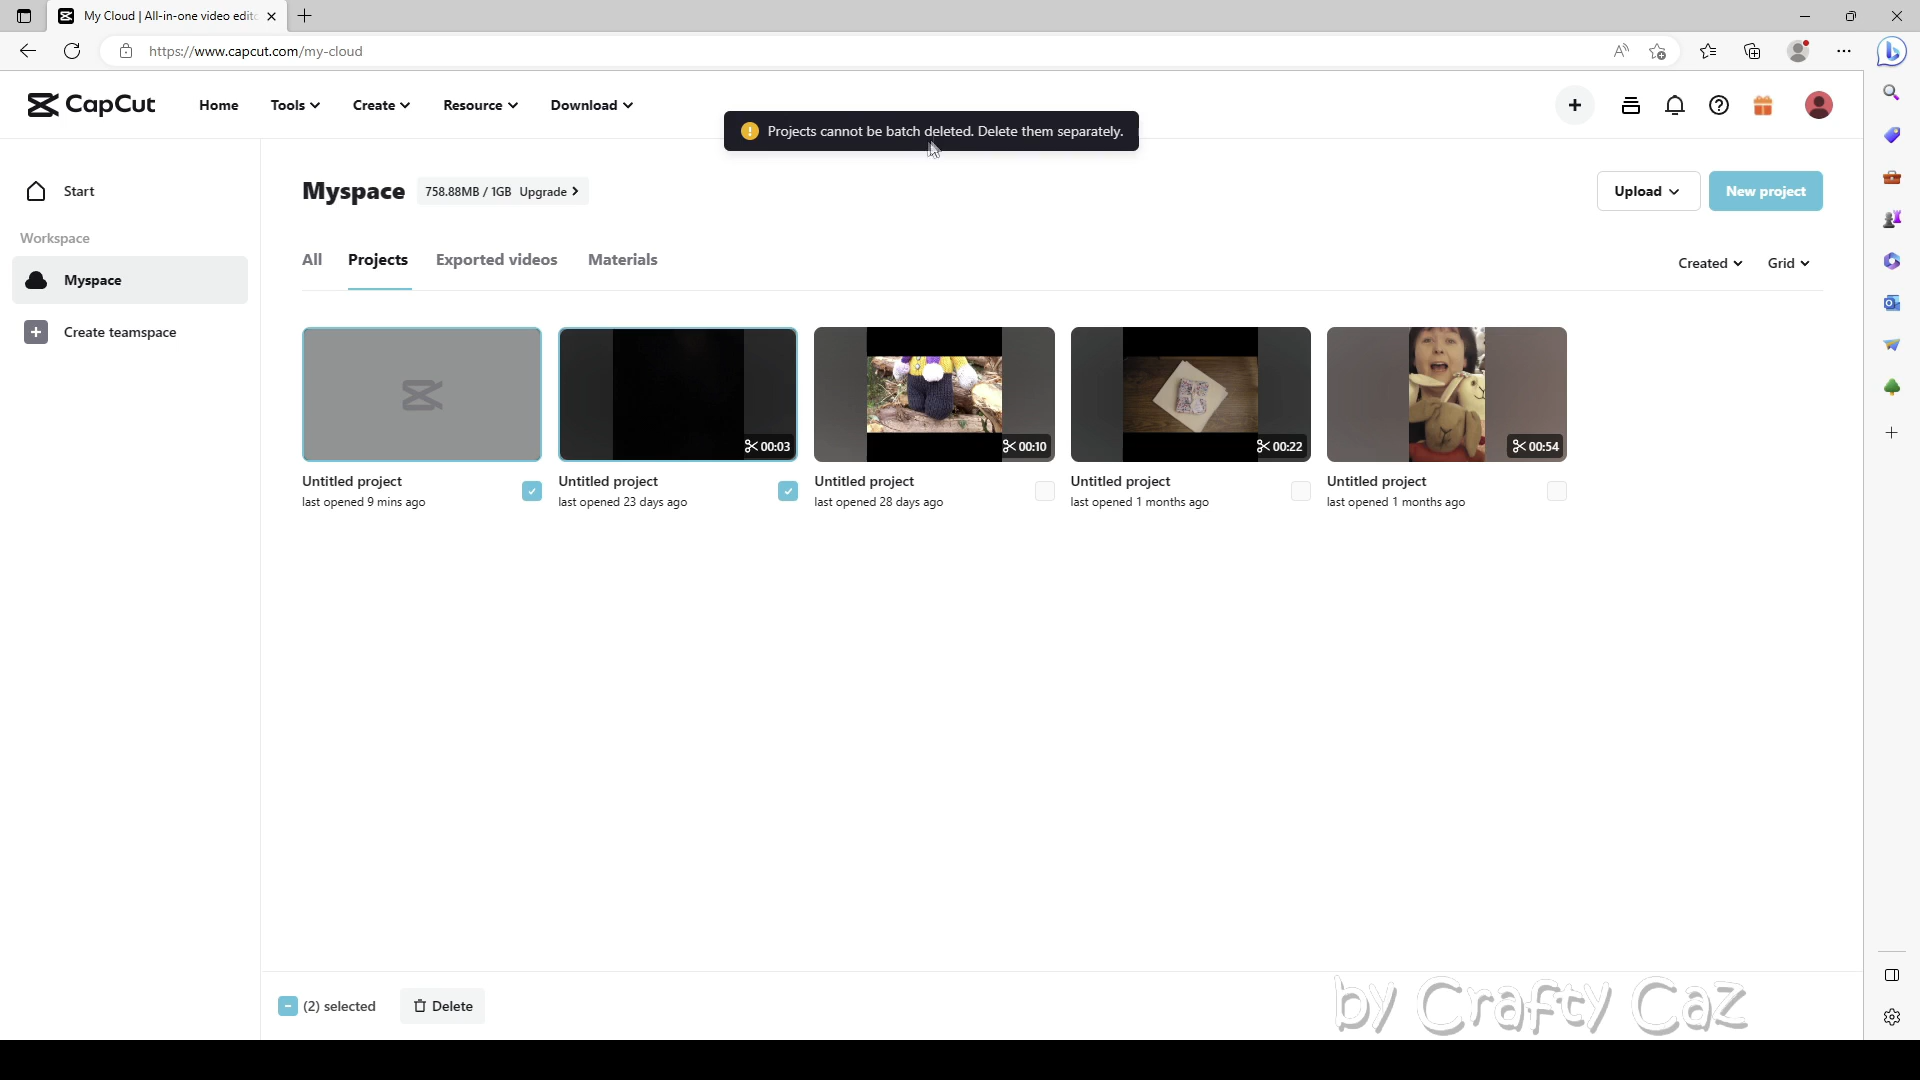 My Cloud | All-in-one video edito
https://www.capcut.com/my-cloud
CapCut
Home
Tools
Create
Resource
Download
Projects cannot be batch deleted. Delete them separately.
Start
Workspace
Myspace
Create teamspace
Myspace
758.88MB / 1GB Upgrade
Upload
New project
All
Projects
Exported videos
Materials
Created
Grid
00:03
00:10
00:22
00:54
Untitled project
last opened 9 mins ago
Untitled project
last opened 23 days ago
Untitled project
last opened 28 days ago
Untitled project
last opened 1 months ago
Untitled project
last opened 1 months ago
(2) selected
Delete
by Crafty Caz